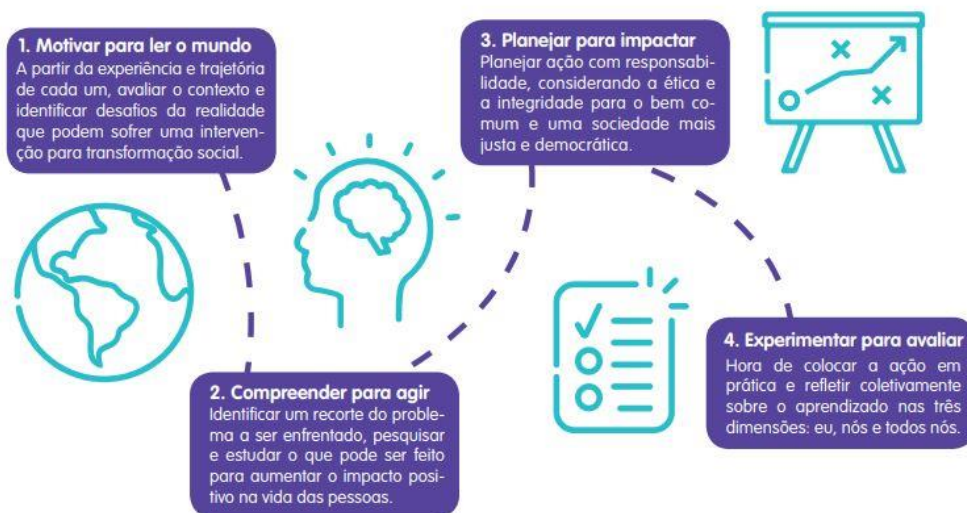 1. Motivar para ler o mundo
A partir da experiência e trajetória
de cada um, avaliar o contexto e
identificar desafios da realidade
que podem sofrer uma interven-
ção para transformação social.
2. Compreender para agir
Identificar um recorte do proble-
ma a ser enfrentado, pesquisar
e estudar o que pode ser feito
para aumentar o impacto posi-
tivo na vida das pessoas.
3. Planejar para impactar
Planejar ação com responsabi-
lidade, considerando a ética e
a integridade para o bem co-
mum e uma sociedade mais
justa e democrática.
4. Experimentar para avaliar
Hora de colocar a ação em
prática e refletir coletivamente
sobre o aprendizado nas três
dimensões: eu, nós e todos nós.